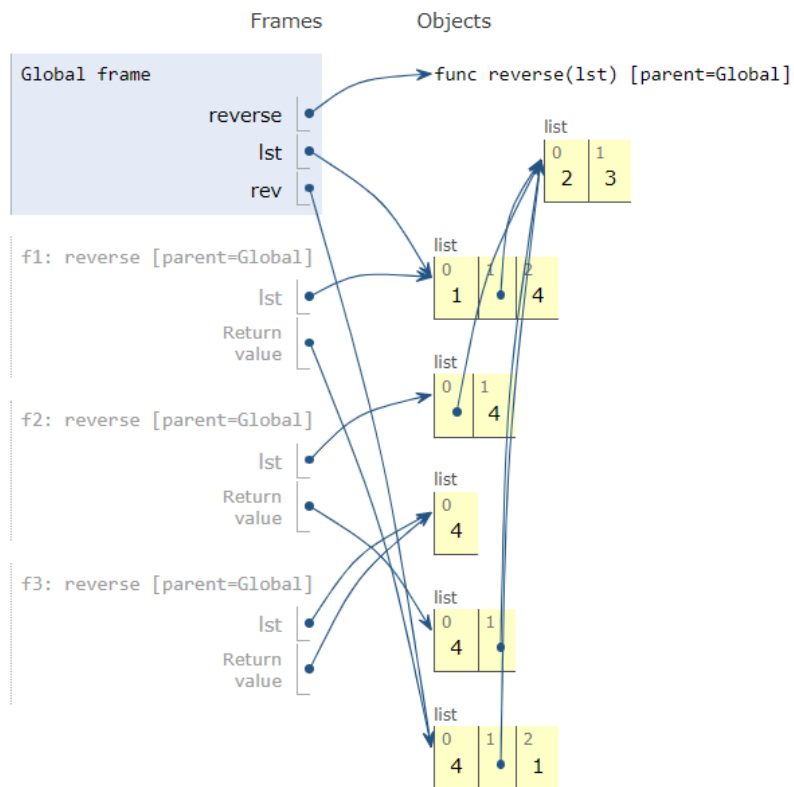 Frames Objects
Global frame
func reverse(lst) [parent=Global]
reverse
list
lst
0 1
2 3
rev
list
f1: reverse [parent=Global]
0 1 2
lst
1 4
Return
value
list
0 1
4
f2: reverse [parent=Global]
lst
list
Return
value
0
4
f3: reverse [parent=Global]
list
lst
0 1
4
Return
value
list
0 1 2
4 1